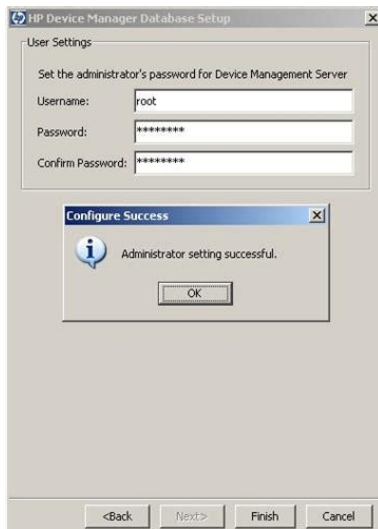 HP Device Manager Database Setup
User Settings
Set the administrator's password for Device Management Server
Username: root
Password: ********
Confirm Password: ********
Configure Success
Administrator setting successful.
OK
<Back Next> Finish Cancel